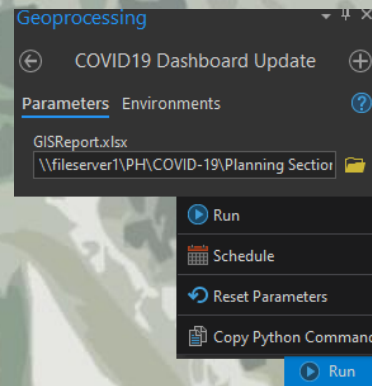 Geoprocessing
COVID19 Dashboard Update
Parameters Environments
GISReport.xlsx
\\fileserver1\PH\COVID-19\Planning Section
Run
Schedule
Reset Parameters
Copy Python Command
Run